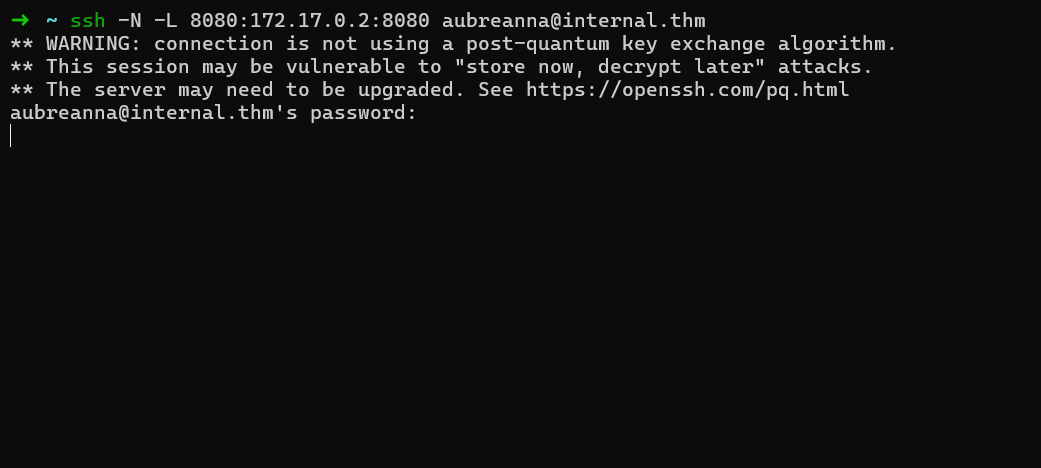 ➜ ~ ssh -N -L 8080:172.17.0.2:8080 aubreanna@internal.thm
** WARNING: connection is not using a post-quantum key exchange algorithm.
** This session may be vulnerable to "store now, decrypt later" attacks.
** The server may need to be upgraded. See https://openssh.com/pq.html
aubreanna@internal.thm's password: